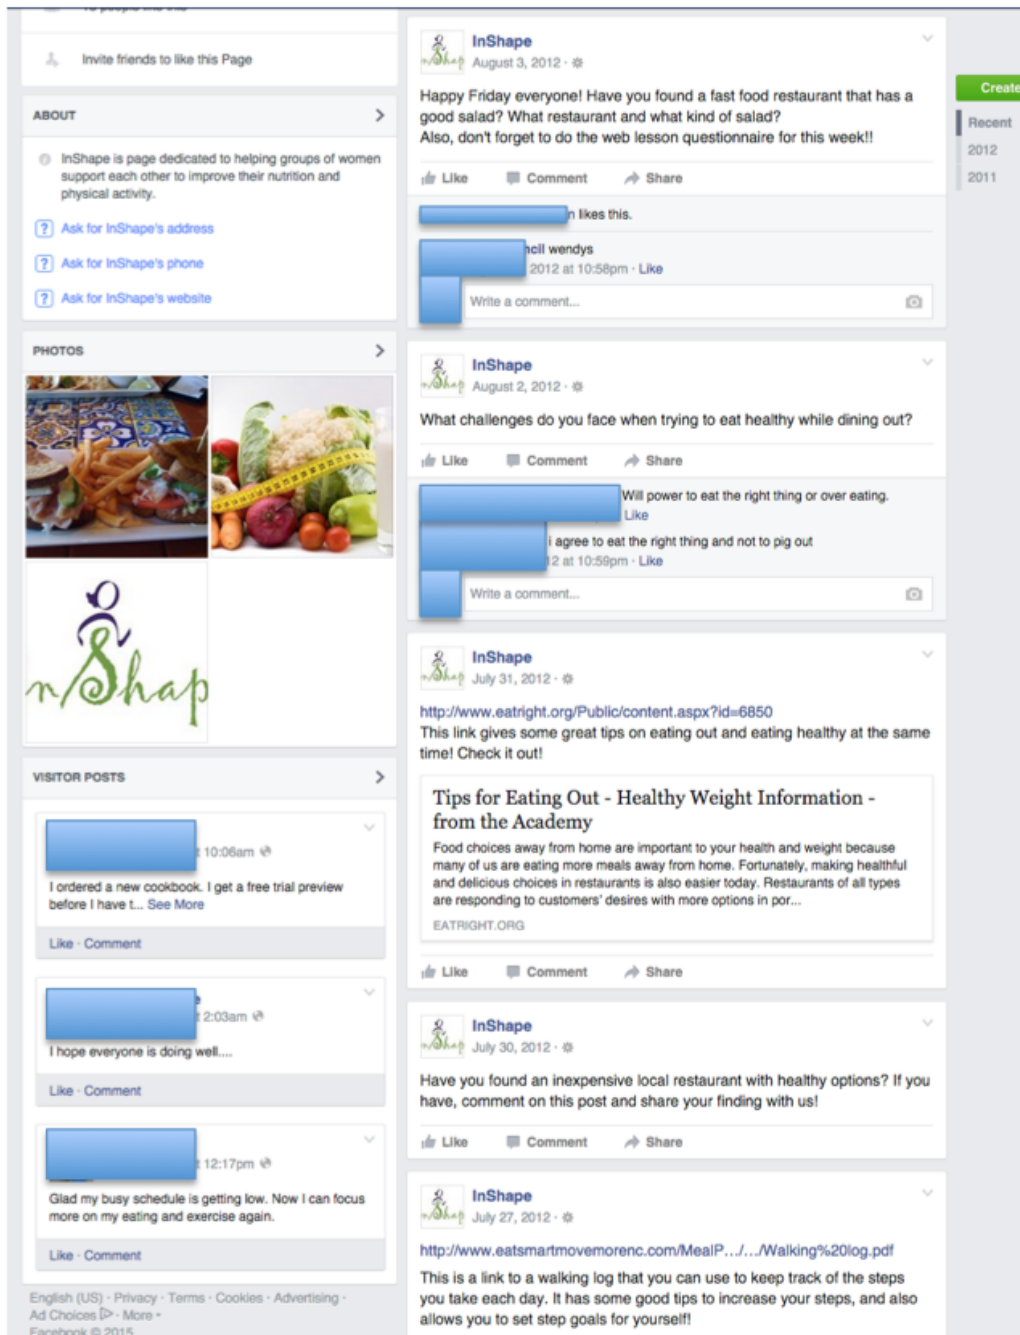 Invite friends to like this Page
ABOUT
InShape is page dedicated to helping groups of women
support each other to improve their nutrition and
physical activity.
? Ask for InShape's address
? Ask for InShape's phone
? Ask for InShape's website
PHOTOS
n/Shap
VISITOR POSTS
10:06am
I ordered a new cookbook. I get a free trial preview
before I have t... See More
Like · Comment
2:03am
I hope everyone is doing well....
Like · Comment
12:17pm
Glad my busy schedule is getting low. Now I can focus
more on my eating and exercise again.
Like · Comment
English (US) · Privacy · Terms · Cookies · Advertising ·
Ad Choices · More
Facebook © 2015
InShape
August 3, 2012 ·
Happy Friday everyone! Have you found a fast food restaurant that has a
good salad? What restaurant and what kind of salad?
Also, don't forget to do the web lesson questionnaire for this week!!
Like Comment Share
n likes this.
ncil wendys
2012 at 10:58pm · Like
Write a comment...
InShape
August 2, 2012 ·
What challenges do you face when trying to eat healthy while dining out?
Like Comment Share
Will power to eat the right thing or over eating.
Like
i agree to eat the right thing and not to pig out
2 at 10:59pm · Like
Write a comment...
InShape
July 31, 2012 ·
http://www.eatright.org/Public/content.aspx?id=6850
This link gives some great tips on eating out and eating healthy at the same
time! Check it out!
Tips for Eating Out - Healthy Weight Information -
from the Academy
Food choices away from home are important to your health and weight because
many of us are eating more meals away from home. Fortunately, making healthful
and delicious choices in restaurants is also easier today. Restaurants of all types
are responding to customers' desires with more options in por...
EATRIGHT.ORG
Like Comment Share
InShape
July 30, 2012 ·
Have you found an inexpensive local restaurant with healthy options? If you
have, comment on this post and share your finding with us!
Like Comment Share
InShape
July 27, 2012 ·
http://www.eatsmartmovemorenc.com/MealP.../.../Walking%20log.pdf
This is a link to a walking log that you can use to keep track of the steps
you take each day. It has some good tips to increase your steps, and also
allows you to set step goals for yourself!
Create
Recent
2012
2011